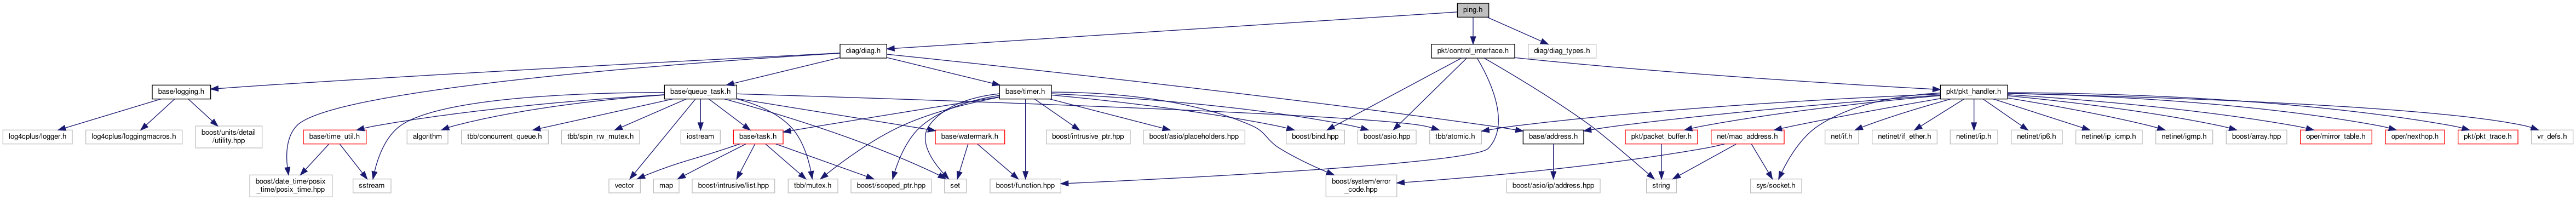 ping.h
diag/diag.h
pkt/control_interface.h
diag/diag_types.h
base/logging.h
base/queue_task.h
base/timer.h
pkt/pkt_handler.h
log4cplus/logger.h
log4cplus/loggingmacros.h
boost/units/detail
/utility.hpp
base/time_util.h
algorithm
tbb/concurrent_queue.h
tbb/spin_rw_mutex.h
iostream
base/task.h
base/watermark.h
boost/intrusive_ptr.hpp
boost/asio/placeholders.hpp
boost/bind.hpp
boost/asio.hpp
tbb/atomic.h
base/address.h
pkt/packet_buffer.h
net/mac_address.h
net/if.h
netinet/if_ether.h
netinet/ip.h
netinet/ip6.h
netinet/ip_icmp.h
netinet/igmp.h
boost/array.hpp
oper/mirror_table.h
oper/nexthop.h
pkt/pkt_trace.h
vr_defs.h
boost/date_time/posix
_time/posix_time.hpp
sstream
vector
map
boost/intrusive/list.hpp
tbb/mutex.h
boost/scoped_ptr.hpp
set
boost/function.hpp
boost/system/error
_code.hpp
boost/asio/ip/address.hpp
string
sys/socket.h